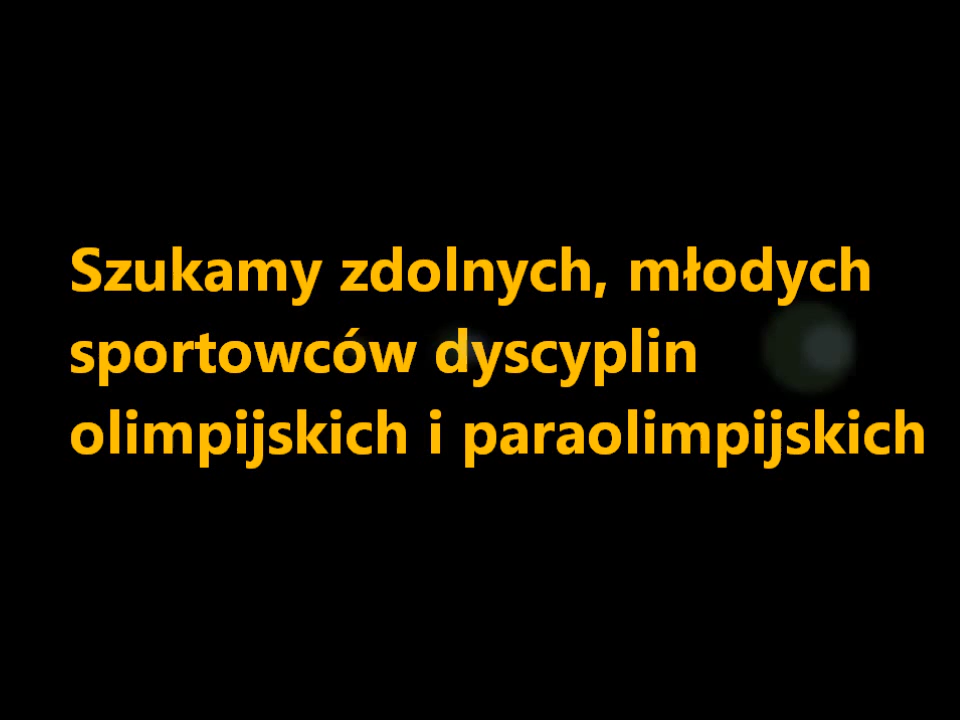 Szukamy zdolnych, młodych
sportowców dyscyplin
olimpijskich i paraolimpijskich